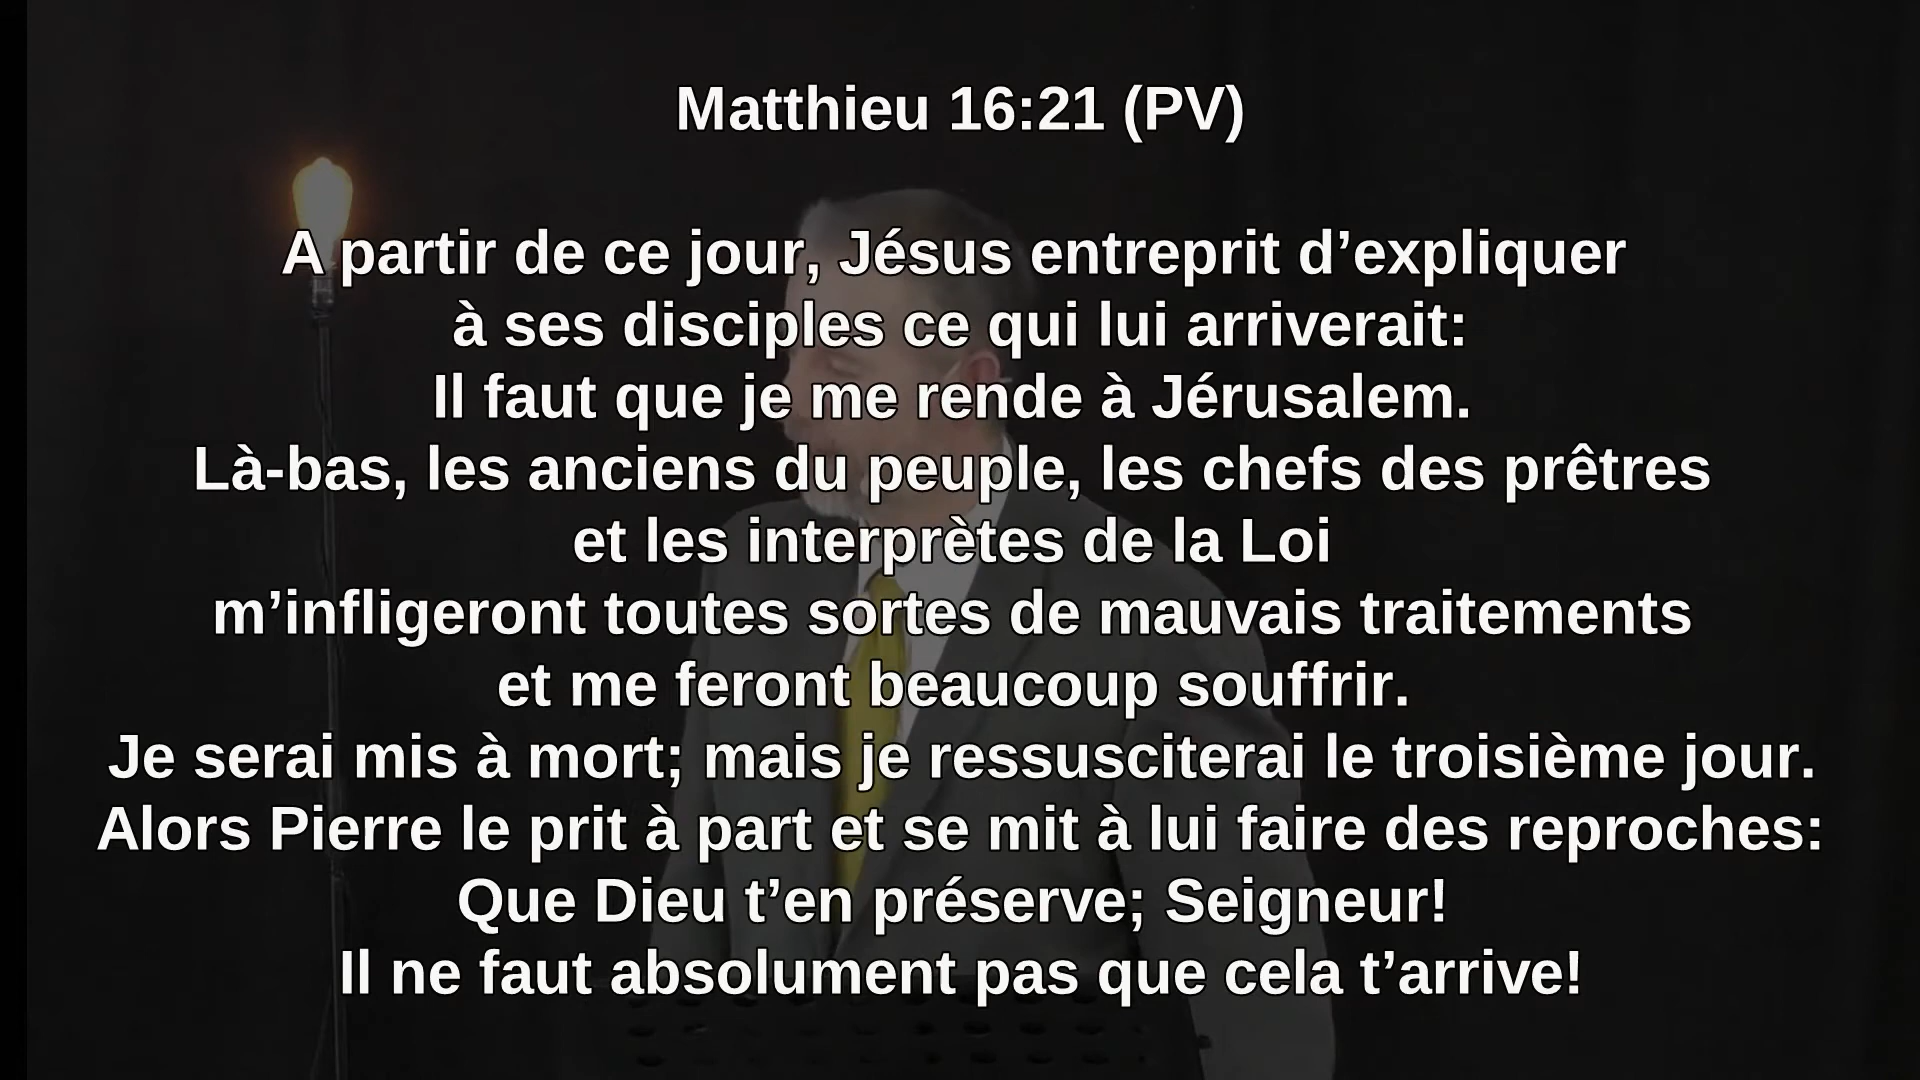 Matthieu 16:21 (PV)
A partir de ce jour, Jésus entreprit d’expliquer
à ses disciples ce qui lui arriverait:
Il faut que je me rende à Jérusalem.
Là-bas, les anciens du peuple, les chefs des prêtres
et les interprètes de la Loi
m’infligeront toutes sortes de mauvais traitements
et me feront beaucoup souffrir.
Je serai mis à mort; mais je ressusciterai le troisième jour.
Alors Pierre le prit à part et se mit à lui faire des reproches:
Que Dieu t’en préserve; Seigneur!
Il ne faut absolument pas que cela t’arrive!